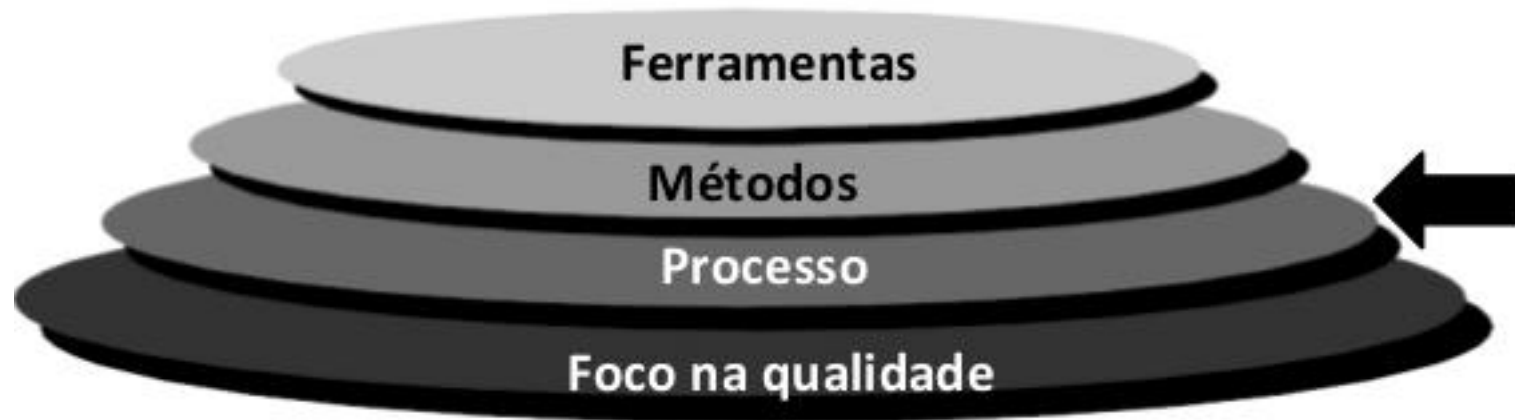 Ferramentas
Métodos
Processo
Foco na qualidade